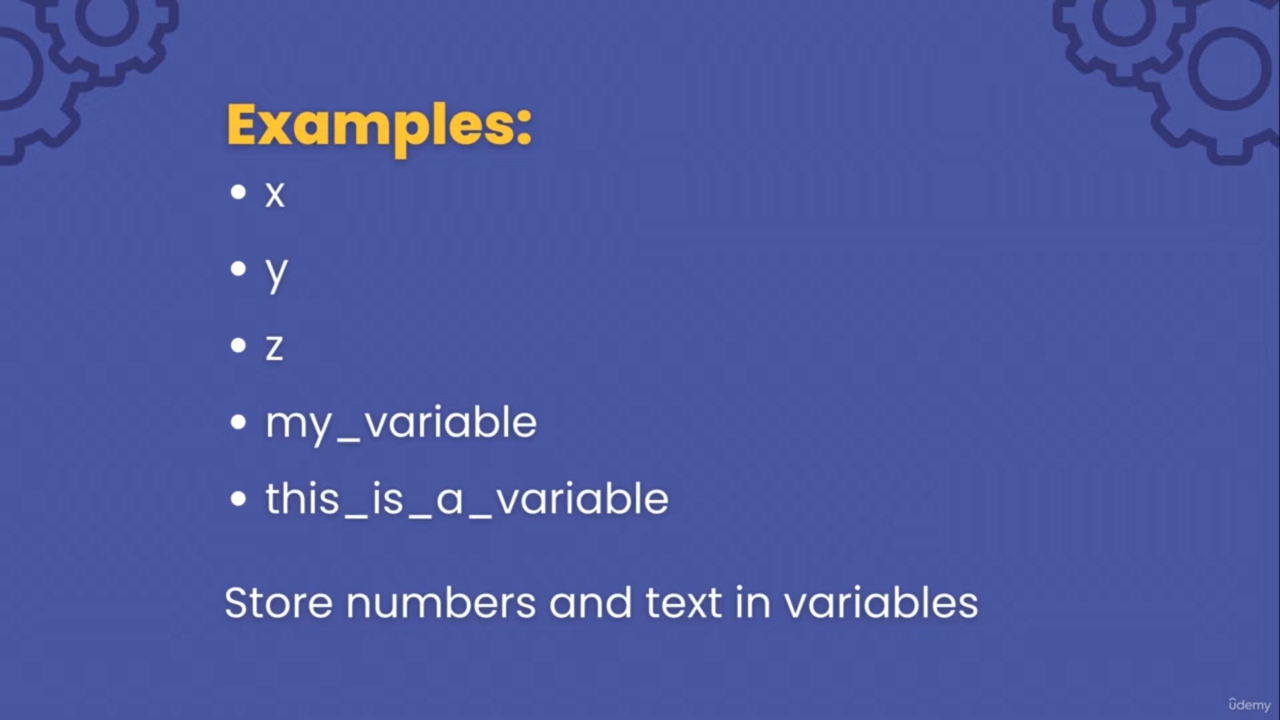 Examples:
• x
• y
• z
• my_variable
• this_is_a_variable
Store numbers and text in variables
ûdemy